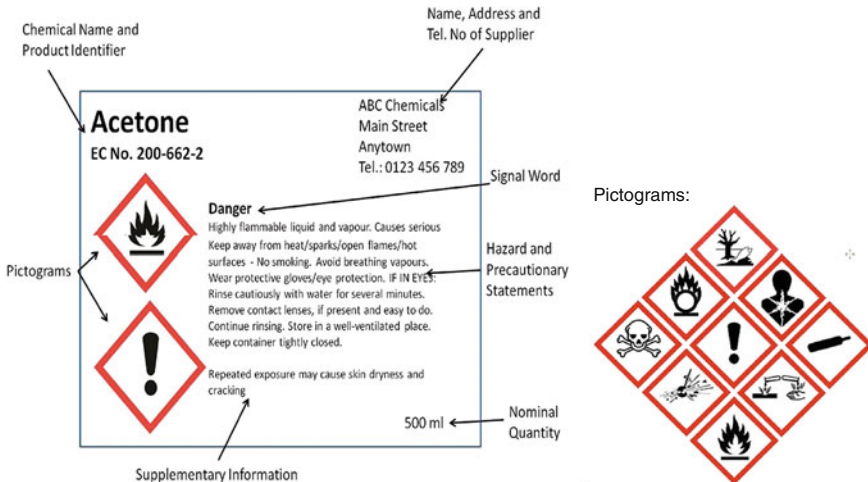 Chemical Name and
Product Identifier
Name, Address and
Tel. No of Supplier
Acetone
EC No. 200-662-2
ABC Chemicals
Main Street
Anytown
Tel.: 0123 456 789
Signal Word
Pictograms:
Danger
Highly flammable liquid and vapour. Causes serious
Keep away from heat/sparks/open flames/hot
surfaces - No smoking. Avoid breathing vapours.
Wear protective gloves/eye protection. IF IN EYES:
Rinse cautiously with water for several minutes.
Remove contact lenses, if present and easy to do.
Continue rinsing. Store in a well-ventilated place.
Keep container tightly closed.
Hazard and
Precautionary
Statements
Pictograms
Repeated exposure may cause skin dryness and
cracking
500 ml
Nominal
Quantity
Supplementary Information